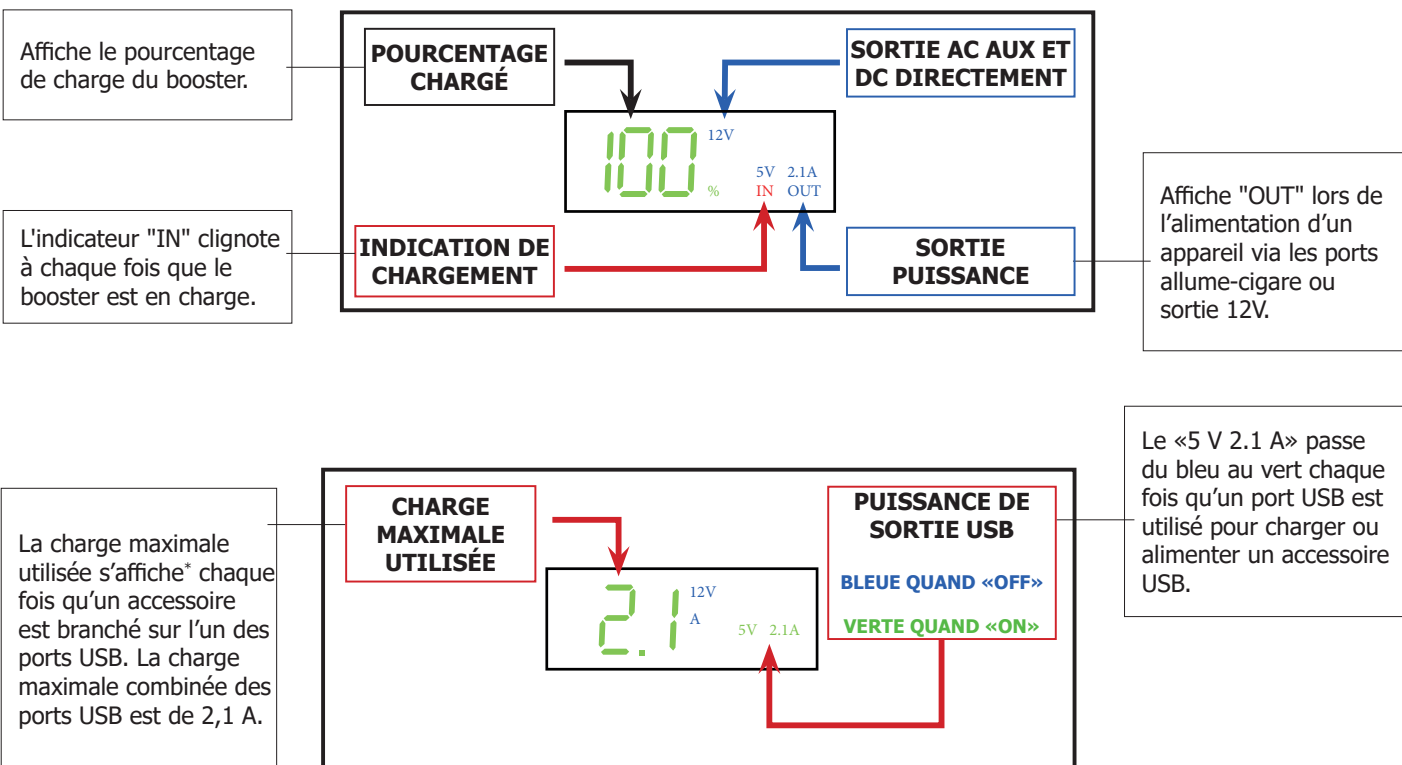 Affiche le pourcentage
de charge du booster.
POURCENTAGE
CHARGÉ
SORTIE AC AUX ET
DC DIRECTEMENT
100 12V
5V 2.1A
% IN OUT
L'indicateur "IN" clignote
à chaque fois que le
booster est en charge.
INDICATION DE
CHARGEMENT
SORTIE
PUISSANCE
Affiche "OUT" lors de
l’alimentation d’un
appareil via les ports
allume-cigare ou
sortie 12V.
La charge maximale
utilisée s’affiche* chaque
fois qu’un accessoire
est branché sur l’un des
ports USB. La charge
maximale combinée des
ports USB est de 2,1 A.
CHARGE
MAXIMALE
UTILISÉE
2.1 12V
A
5V 2.1A
PUISSANCE DE
SORTIE USB
BLEUE QUAND «OFF»
VERTE QUAND «ON»
Le «5 V 2.1 A» passe
du bleu au vert chaque
fois qu’un port USB est
utilisé pour charger ou
alimenter un accessoire
USB.